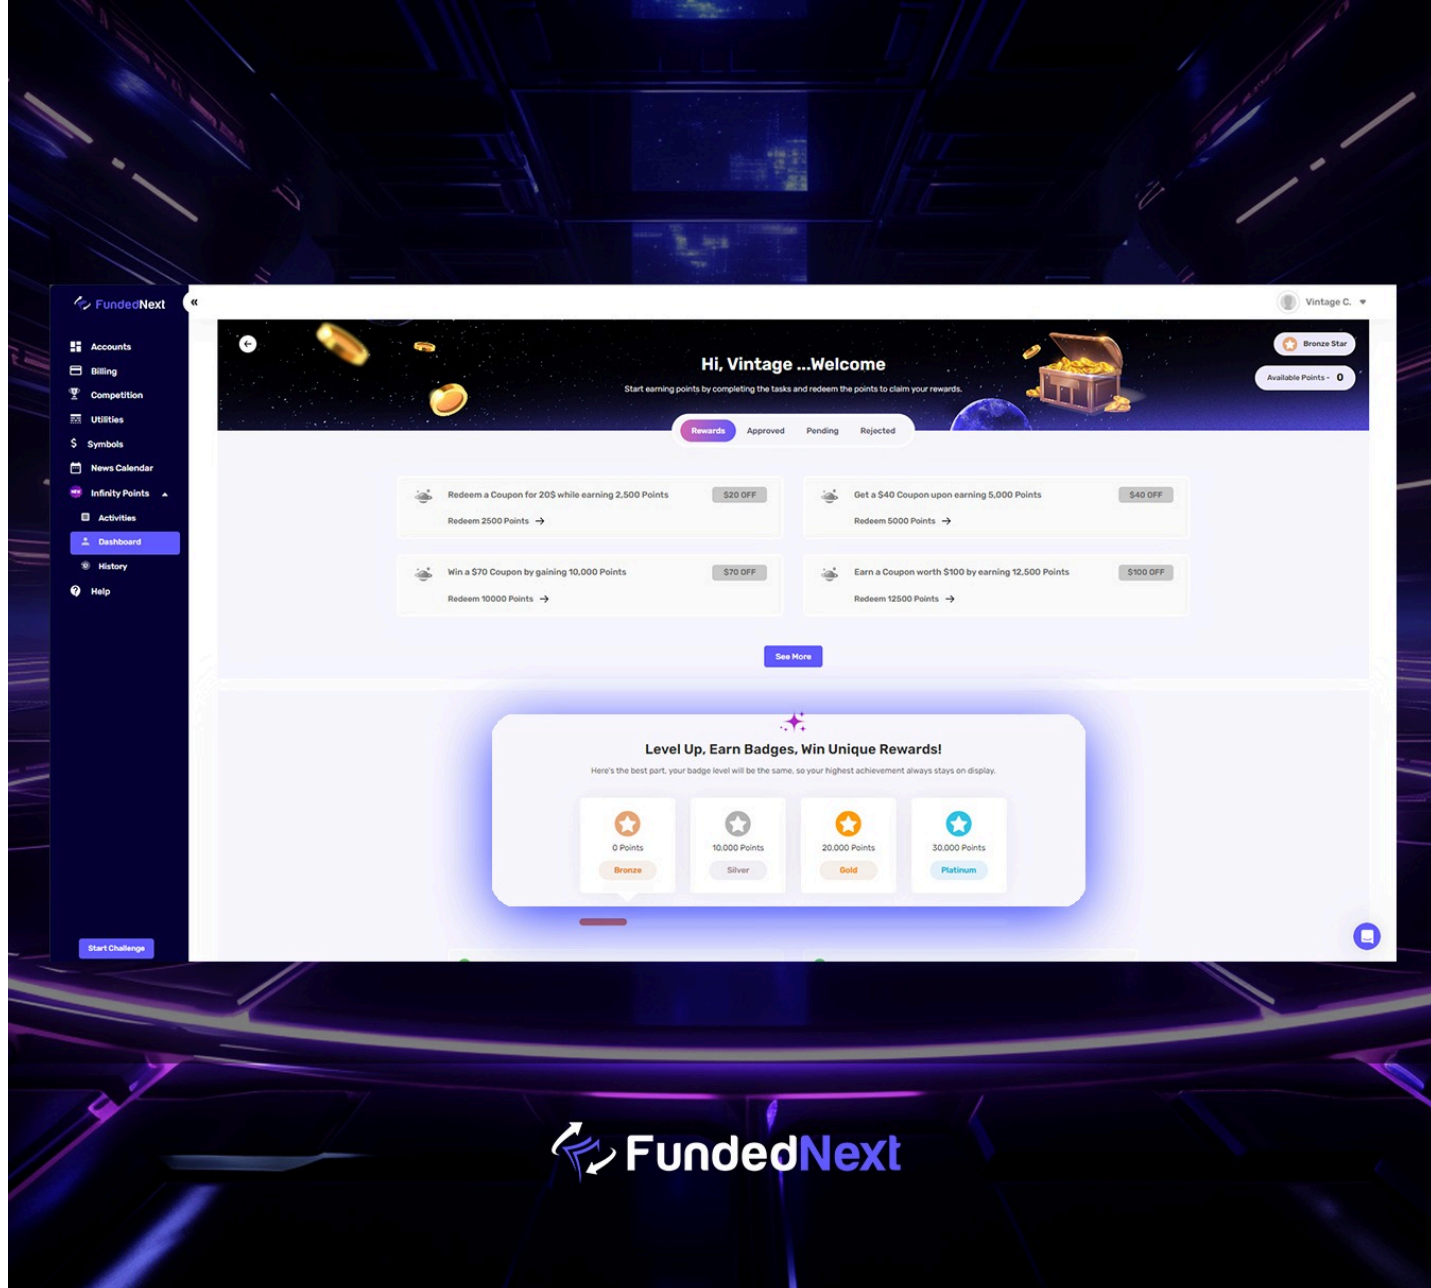 FundedNext
«
Vintage C.
Accounts
Billing
Competition
Utilities
$ Symbols
News Calendar
NEW Infinity Points
Activities
Dashboard
History
Help
Start Challenge
Hi, Vintage ...Welcome
Start earning points by completing the tasks and redeem the points to claim your rewards.
Bronze Star
Available Points - 0
Rewards Approved Pending Rejected
Redeem a Coupon for 20$ while earning 2,500 Points $20 OFF
Redeem 2500 Points →
Get a $40 Coupon upon earning 5,000 Points $40 OFF
Redeem 5000 Points →
Win a $70 Coupon by gaining 10,000 Points $70 OFF
Redeem 10000 Points →
Earn a Coupon worth $100 by earning 12,500 Points $100 OFF
Redeem 12500 Points →
See More
Level Up, Earn Badges, Win Unique Rewards!
Here's the best part, your badge level will be the same, so your highest achievement always stays on display.
0 Points
Bronze
10,000 Points
Silver
20,000 Points
Gold
30,000 Points
Platinum
FundedNext